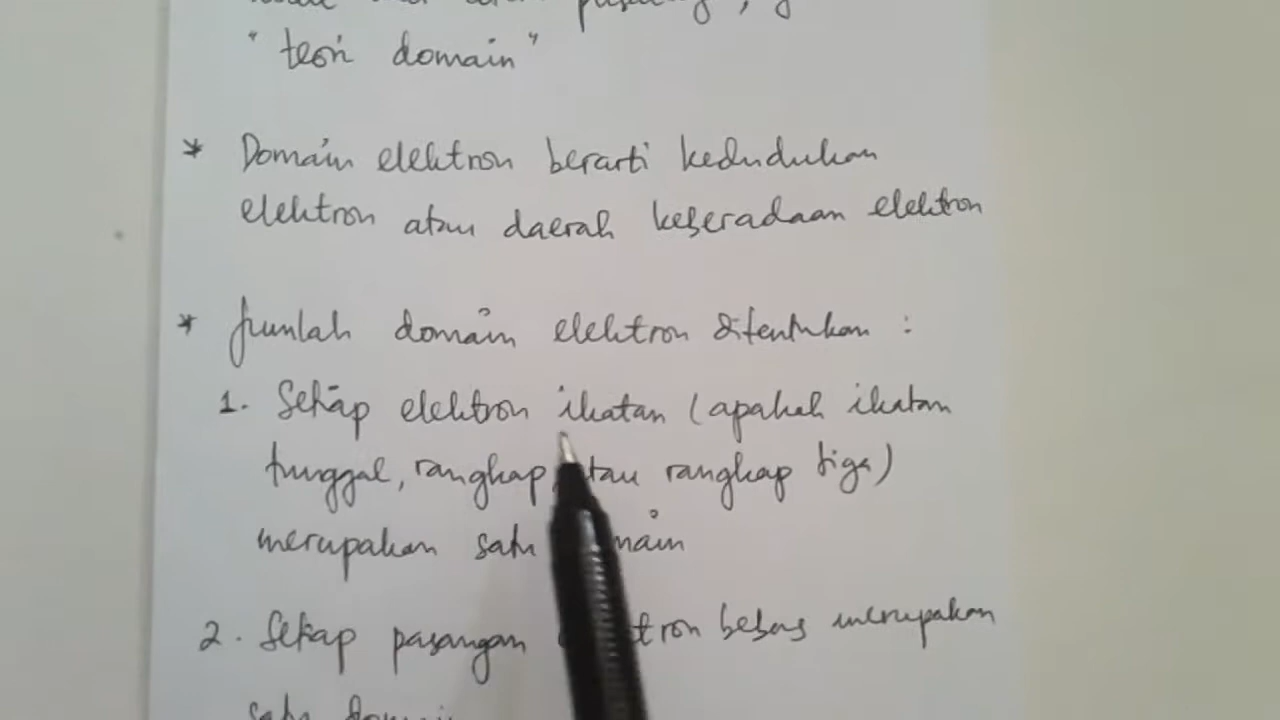 "teori domain"
* Domain elektron berarti kedudukan
elektron atau daerah keberadaan elektron
* Jumlah domain elektron ditentukan :
1. Setiap elektron ikatan (apakah ikatan
tunggal, rangkap, atau rangkap tiga)
merupakan satu
2. Setiap pasangan bebas merupakan
satu domain